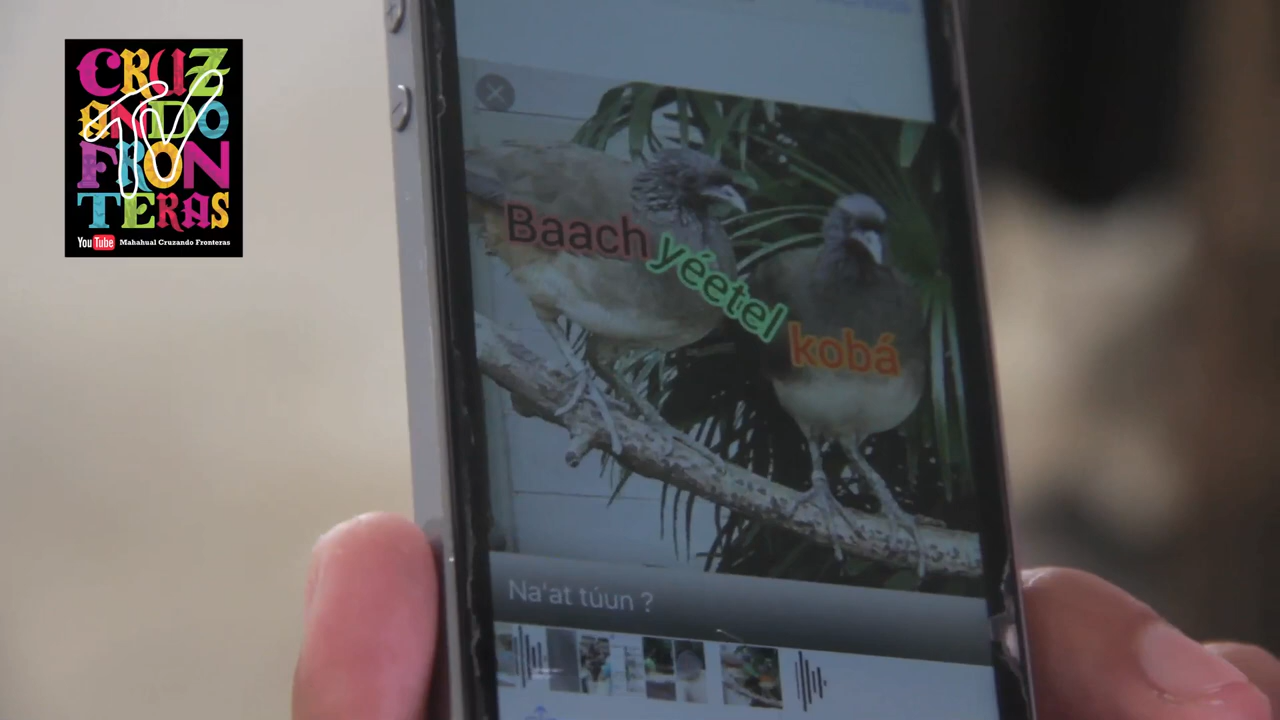 CRUZ
ANDO
FRON
TERAS
YouTube Mahahual Cruzando Fronteras
Baach yéetel kobá
Na'at túun ?